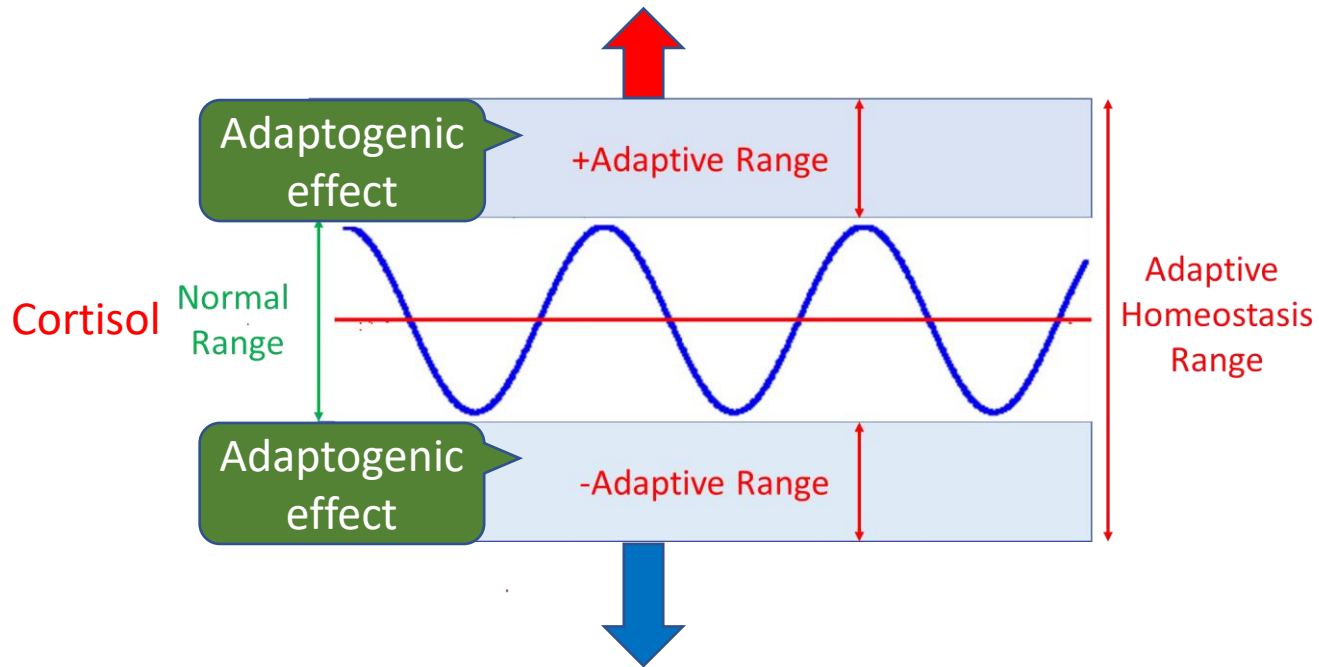 Adaptogenic
effect
+Adaptive Range
Cortisol
Normal
Range
Adaptive
Homeostasis
Range
Adaptogenic
effect
-Adaptive Range